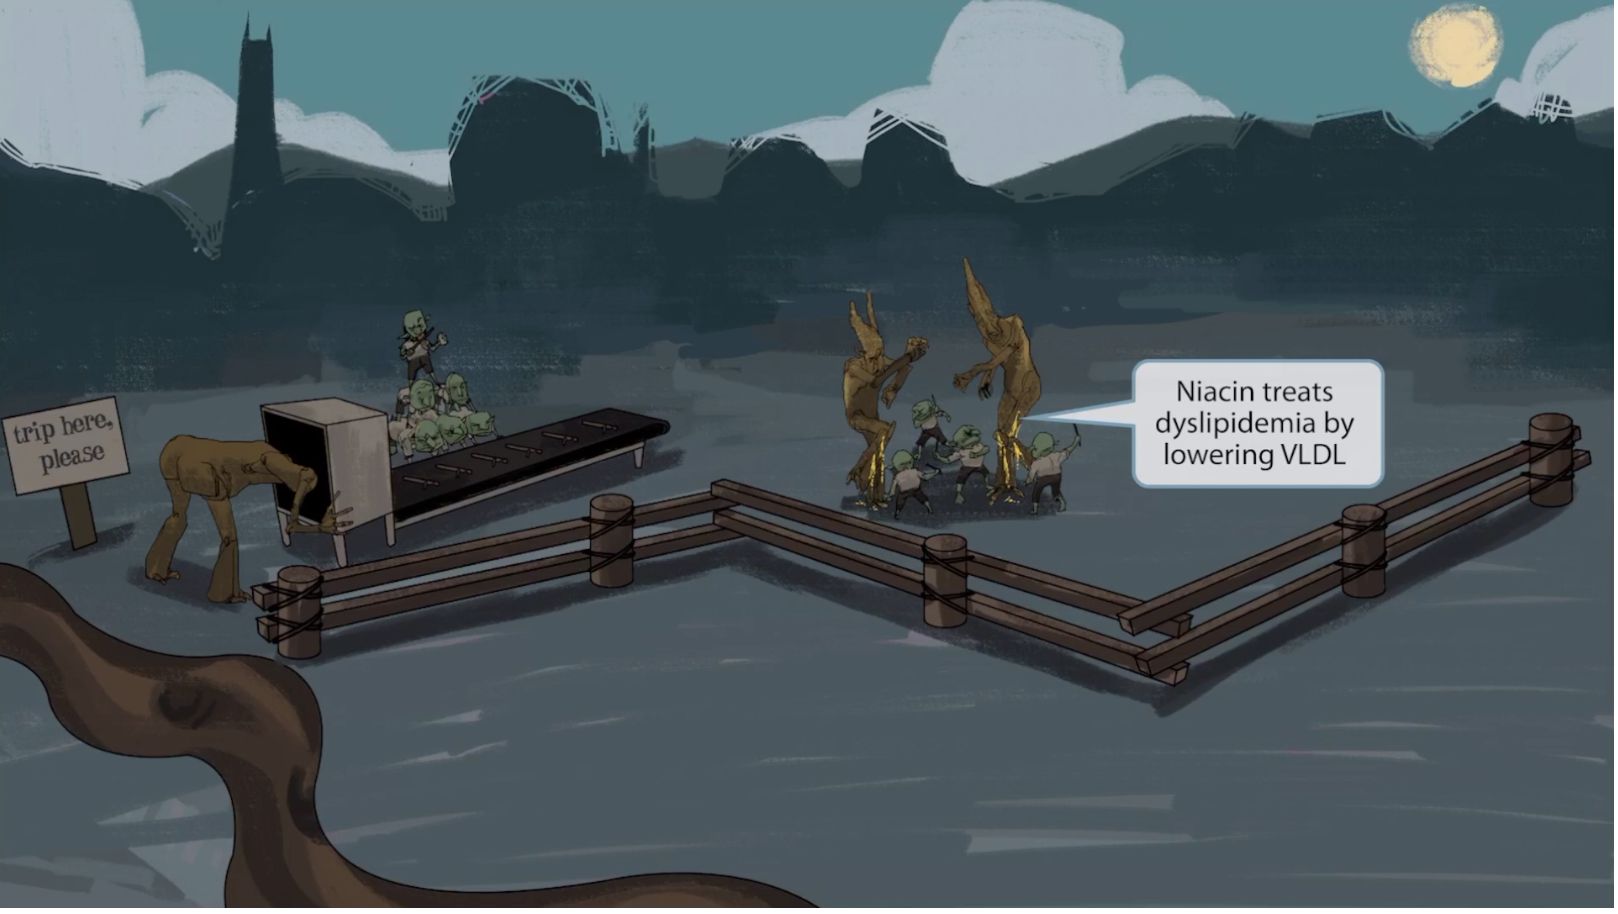 trip here,
please
Niacin treats
dyslipidemia by
lowering VLDL